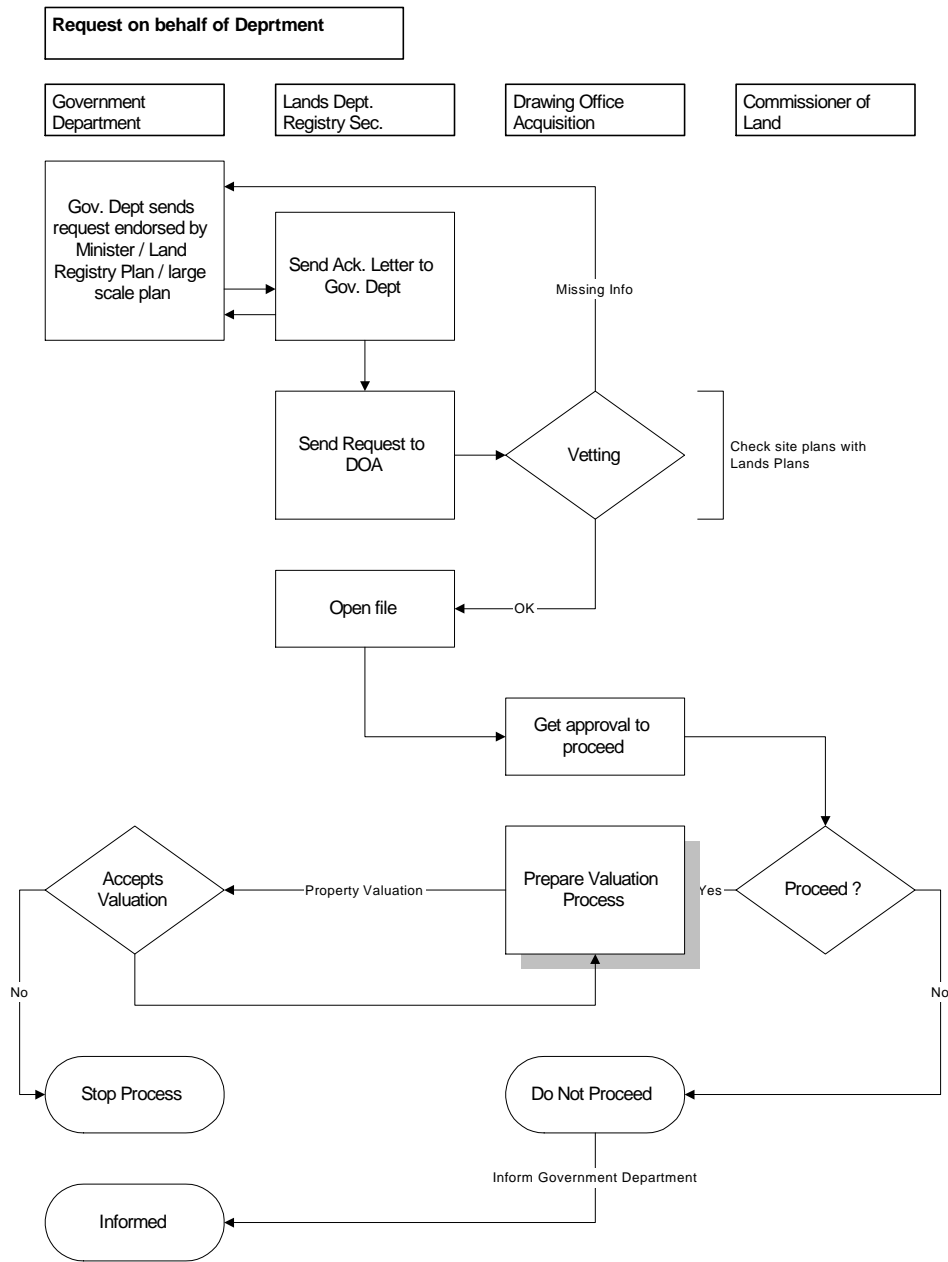 Request on behalf of Deprtment
Government
Department
Lands Dept.
Registry Sec.
Drawing Office
Acquisition
Commissioner of
Land
Gov. Dept sends
request endorsed by
Minister / Land
Registry Plan / large
scale plan
Send Ack. Letter to
Gov. Dept
Missing Info
Send Request to
DOA
Vetting
Check site plans with
Lands Plans
Open file
OK
Get approval to
proceed
Accepts
Valuation
Property Valuation
Prepare Valuation
Process
Yes
Proceed ?
No
No
Stop Process
Do Not Proceed
Inform Government Department
Informed